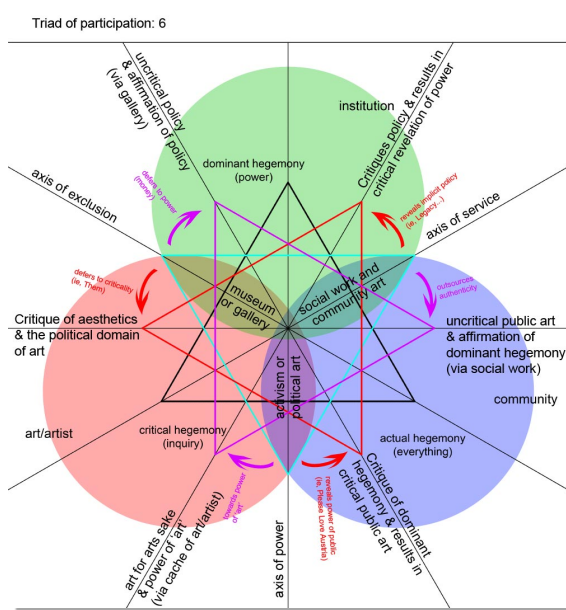 Triad of participation: 6
uncritical policy
& affirmation of policy
(via gallery)
institution
Critiques policy & results in
critical revelation of power
dominant hegemony
(power)
defers to power
(money)
reveals implicit policy
(ie, Legacy...)
axis of exclusion
axis of service
defers to criticality
(ie, Them)
museum
or gallery
social work and
community art
outsources
authenticity
Critique of aesthetics
& the political domain
of art
uncritical public art
& affirmation of
dominant hegemony
(via social work)
activism or
political art
community
art/artist
critical hegemony
(inquiry)
actual hegemony
(everything)
'towards power
of 'art'
reveals power of public
(ie, Please Love Austria)
Critique of dominant
hegemony & results in
critical public art
art for arts sake
& power of 'art'
(via cache of art/artist)
axis of power